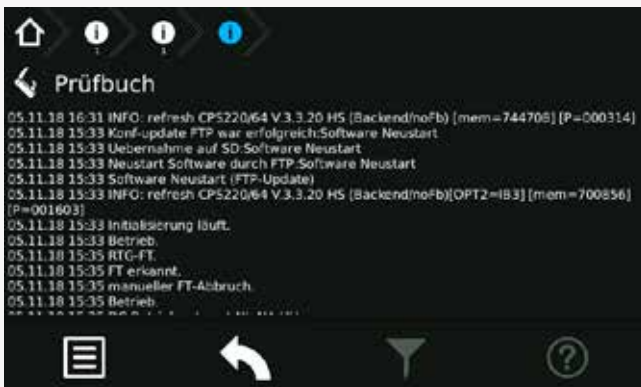 Prüfbuch
05.11.18 16:31 INFO: refresh CPS220/64 V.3.3.20 HS [Backend/noFb) [mem=744708] [P=000314]
05.11.18 15:33 Konf-update FTP war erfolgreich:Software Neustart
05.11.18 15:33 Uebernahme auf SD:Software Neustart
05.11.18 15:33 Neustart Software durch FTP:Software Neustart
05.11.18 15:33 Software Neustart (FTP-Update)
05.11.18 15:33 INFO: refresh CPS220/64 V.3.3.20 HS [Backend/noFb)[OPT2=IB3] [mem=700856]
[P=001603]
05.11.18 15:33 Initialisierung läuft.
05.11.18 15:33 Betrieb.
05.11.18 15:35 RTG-FT.
05.11.18 15:35 FT erkannt.
05.11.18 15:35 manueller FT-Abbruch.
05.11.18 15:35 Betrieb.